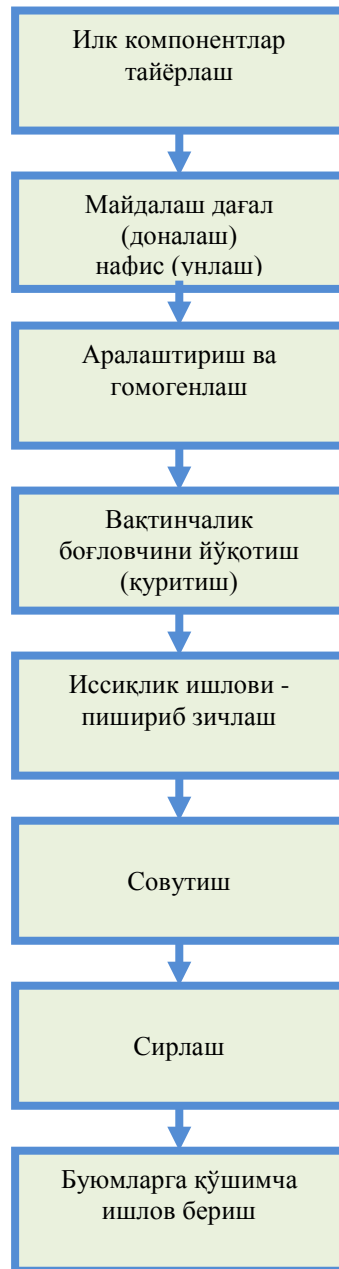 Илк компонентлар
тайёрлаш
Майдалаш дағал
(доналаш)
нафис (унлаш)
Аралаштириш ва
гомогенлаш
Вақтинчалик
боғловчини йўқотиш
(қуритиш)
Иссиқлик ишлови -
пишириб зичлаш
Совутиш
Сирлаш
Буюмларга қўшимча
ишлов бериш